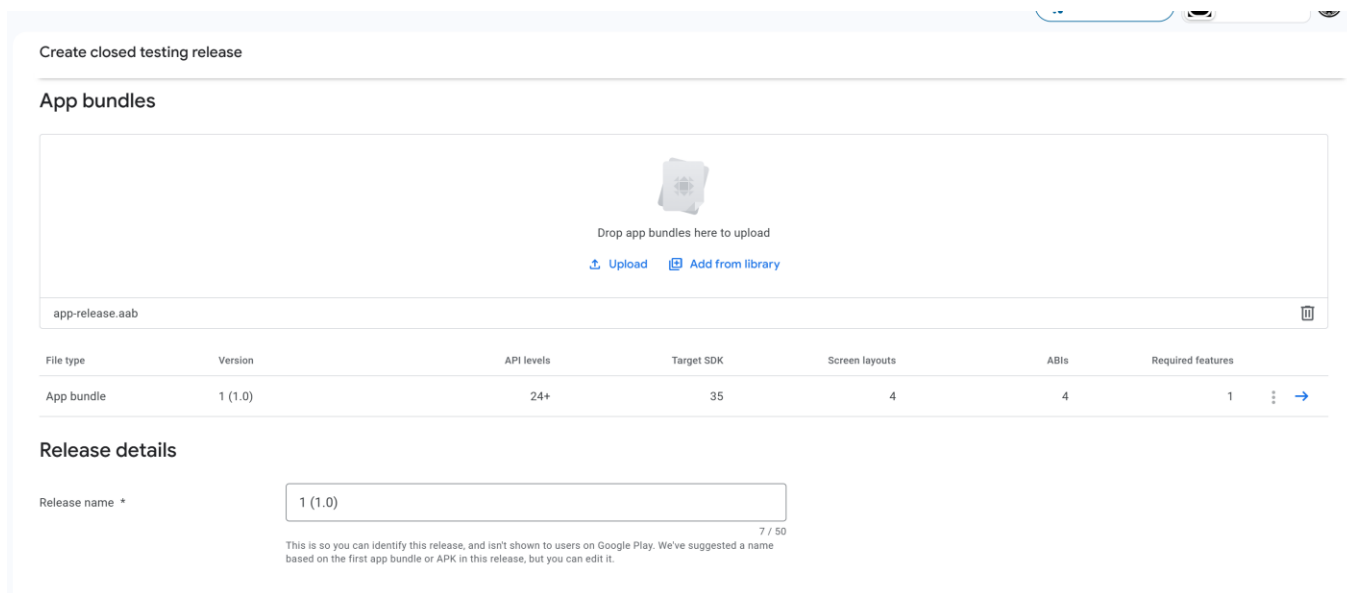 Create closed testing release
App bundles
Drop app bundles here to upload
Upload Add from library
app-release.aab
File type Version API levels Target SDK Screen layouts ABIs Required features
App bundle 1 (1.0) 24+ 35 4 4 1
Release details
Release name *
1 (1.0)
7 / 50
This is so you can identify this release, and isn't shown to users on Google Play. We've suggested a name
based on the first app bundle or APK in this release, but you can edit it.